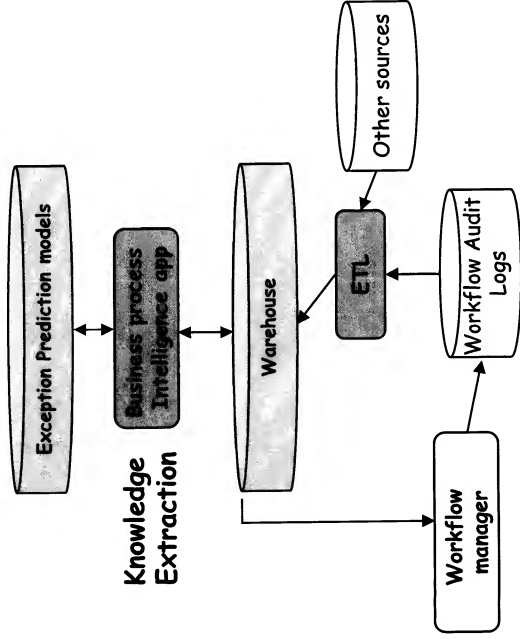 Exception Prediction models
Business process
Intelligence app
Knowledge
Extraction
Warehouse
ETL
Other sources
Workflow Audit
Logs
Workflow
manager